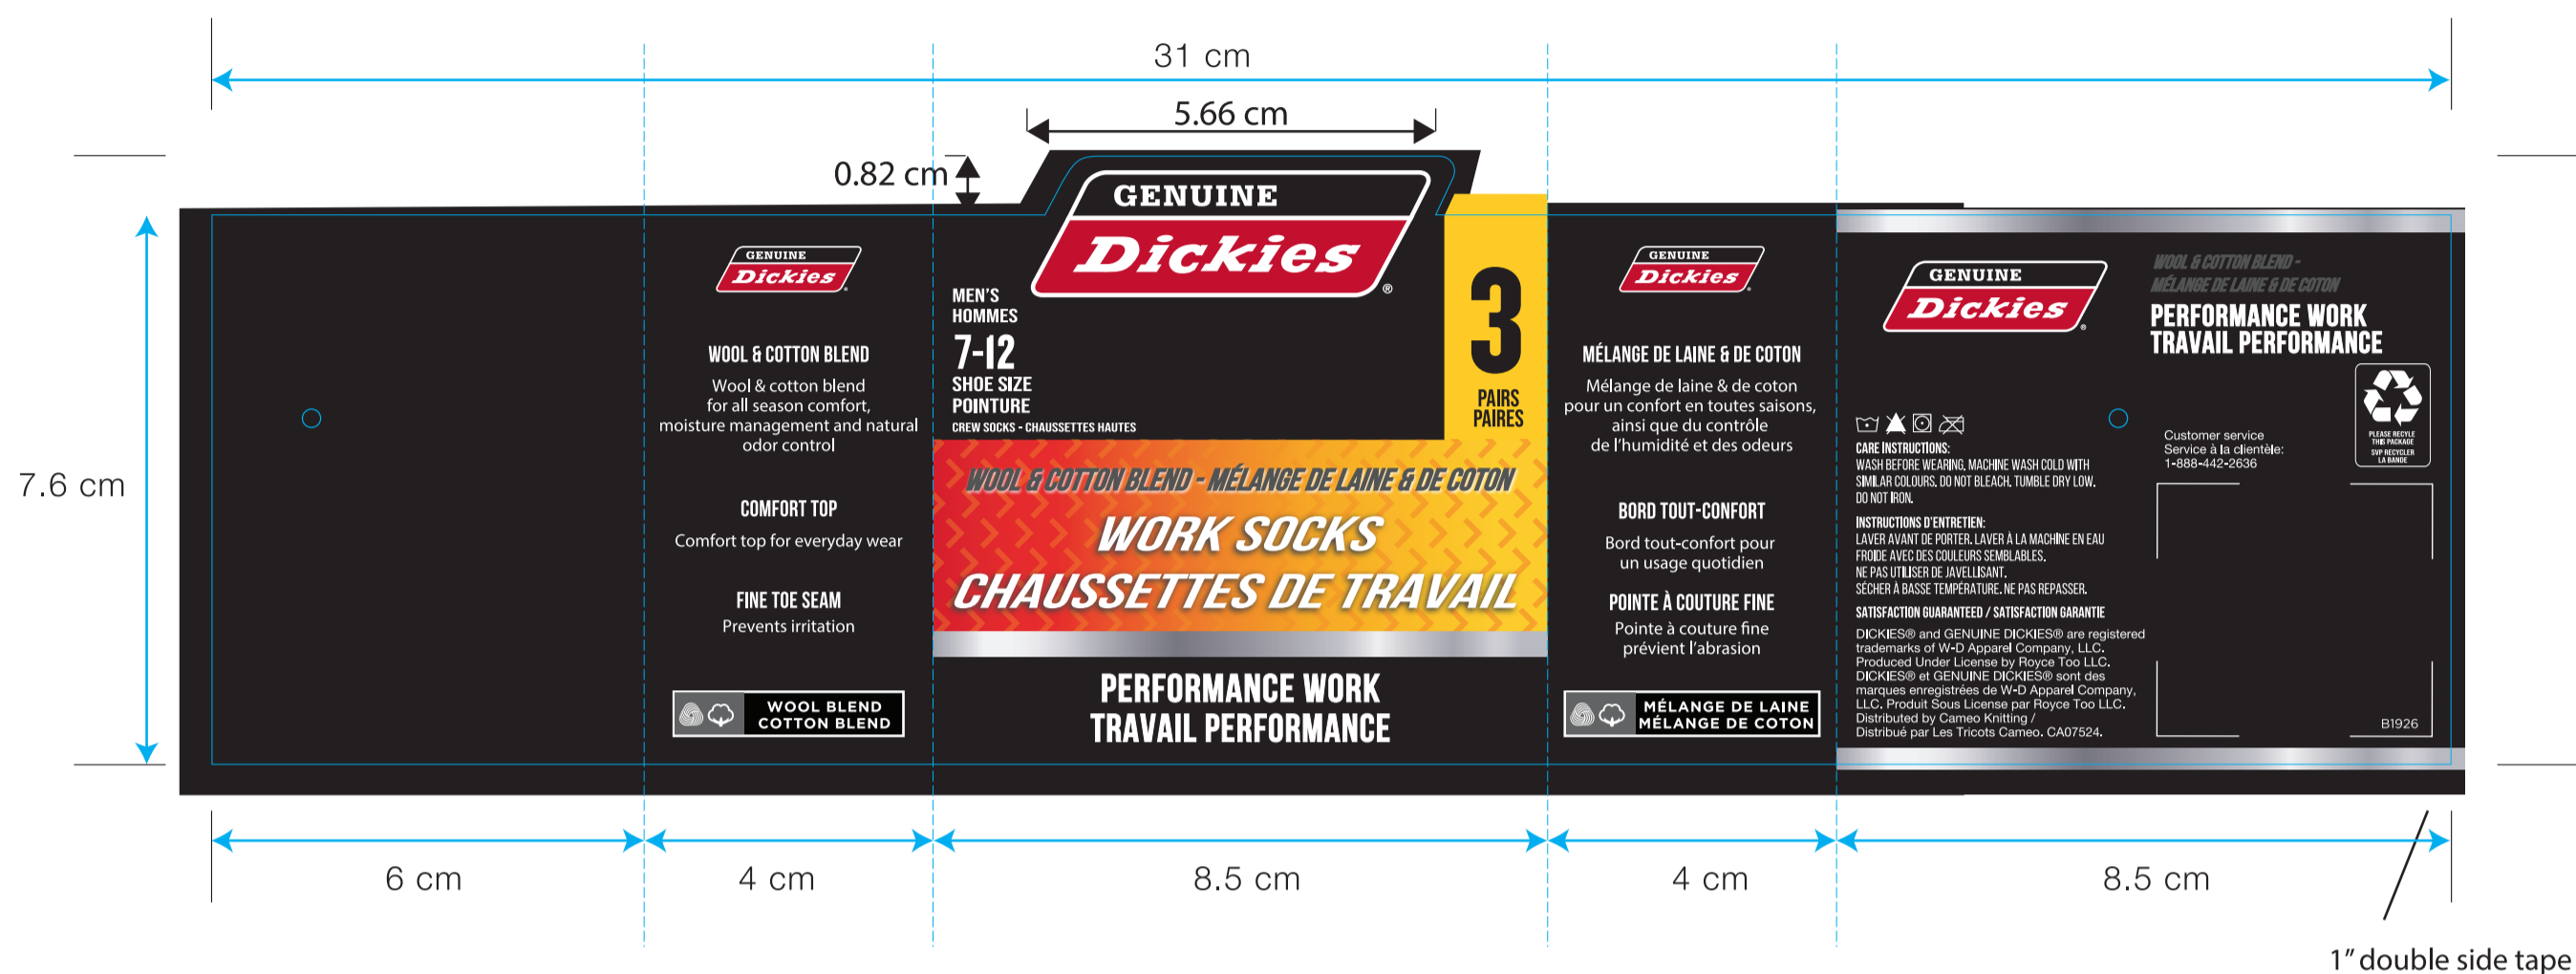 31 cm
5.66 cm
0.82 cm
7.6 cm
GENUINE
Dickies®
WOOL & COTTON BLEND
Wool & cotton blend
for all season comfort,
moisture management and natural
odor control
COMFORT TOP
Comfort top for everyday wear
FINE TOE SEAM
Prevents irritation
WOOL BLEND
COTTON BLEND
GENUINE
Dickies®
MEN'S
HOMMES
7-12
SHOE SIZE
POINTURE
CREW SOCKS - CHAUSSETTES HAUTES
3
PAIRS
PAIRES
WOOL & COTTON BLEND - MÉLANGE DE LAINE & DE COTON
WORK SOCKS
CHAUSSETTES DE TRAVAIL
PERFORMANCE WORK
TRAVAIL PERFORMANCE
GENUINE
Dickies®
MÉLANGE DE LAINE & DE COTON
Mélange de laine & de coton
pour un confort en toutes saisons,
ainsi que du contrôle
de l'humidité et des odeurs
BORD TOUT-CONFORT
Bord tout-confort pour
un usage quotidien
POINTE À COUTURE FINE
Pointe à couture fine
prévient l'abrasion
MÉLANGE DE LAINE
MÉLANGE DE COTON
GENUINE
Dickies®
CARE INSTRUCTIONS:
WASH BEFORE WEARING. MACHINE WASH COLD WITH
SIMILAR COLOURS. DO NOT BLEACH. TUMBLE DRY LOW.
DO NOT IRON.
INSTRUCTIONS D'ENTRETIEN:
LAVER AVANT DE PORTER. LAVER À LA MACHINE EN EAU
FROIDE AVEC DES COULEURS SEMBLABLES.
NE PAS UTILISER DE JAVELLISANT.
SÉCHER À BASSE TEMPÉRATURE. NE PAS REPASSER.
SATISFACTION GUARANTEED / SATISFACTION GARANTIE
DICKIES® and GENUINE DICKIES® are registered
trademarks of W-D Apparel Company, LLC.
Produced Under License by Royce Too LLC.
DICKIES® et GENUINE DICKIES® sont des
marques enregistrées de W-D Apparel Company,
LLC. Produit Sous License par Royce Too LLC.
Distributed by Cameo Knitting /
Distribué par Les Tricots Cameo. CA07524.
WOOL & COTTON BLEND -
MÉLANGE DE LAINE & DE COTON
PERFORMANCE WORK
TRAVAIL PERFORMANCE
PLEASE RECYLE
THIS PACKAGE
SVP RECYCLER
LA BANDE
Customer service
Service à la clientèle:
1-888-442-2636
B1926
6 cm
4 cm
8.5 cm
4 cm
8.5 cm
1" double side tape